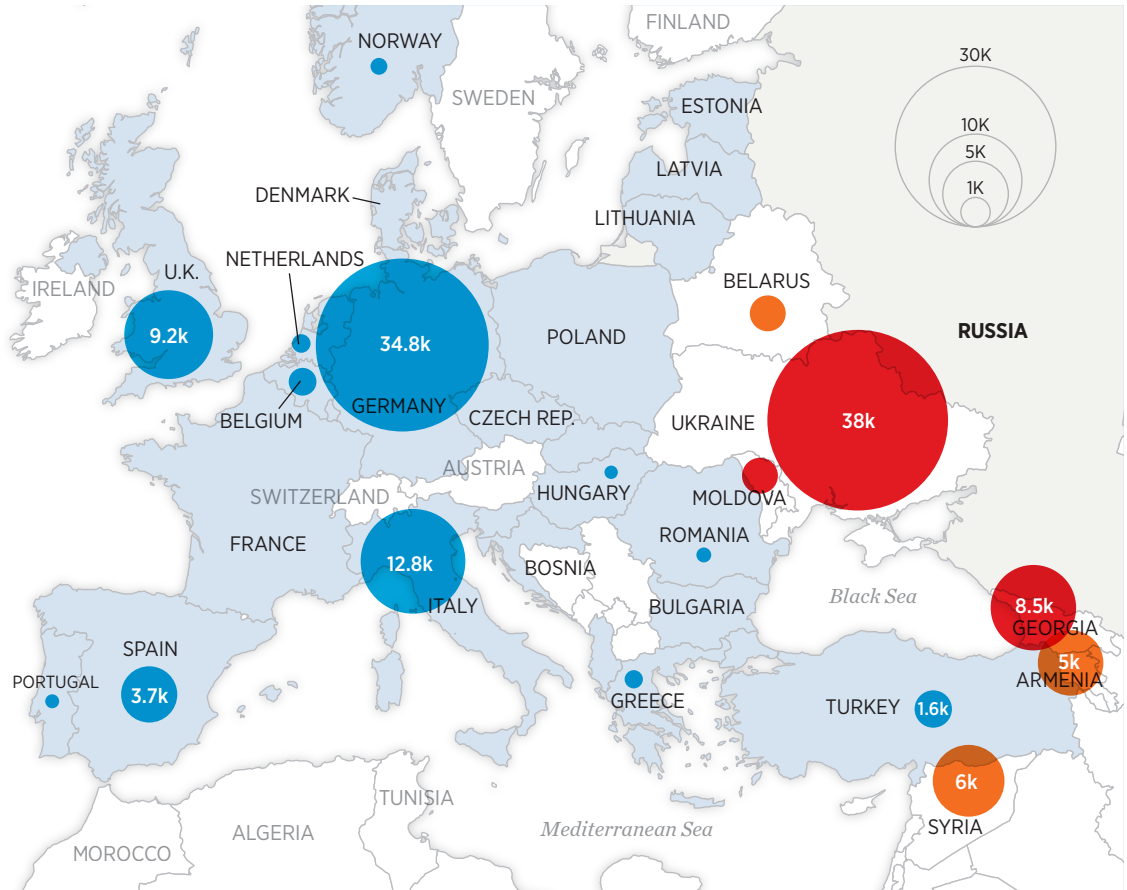 FINLAND
NORWAY
30K
SWEDEN
ESTONIA
10K
5K
LATVIA
1K
DENMARK
LITHUANIA
NETHERLANDS
U.K.
BELARUS
IRELAND
RUSSIA
9.2k
34.8k
POLAND
GERMANY
BELGIUM
CZECH REP.
UKRAINE
38k
AUSTRIA
SWITZERLAND
HUNGARY
MOLDOVA
ROMANIA
FRANCE
12.8k
BOSNIA
Black Sea
ITALY
BULGARIA
8.5k
GEORGIA
SPAIN
5k
PORTUGAL
ARMENIA
3.7k
GREECE
TURKEY
1.6k
6k
TUNISIA
SYRIA
ALGERIA
Mediterranean Sea
MOROCCO